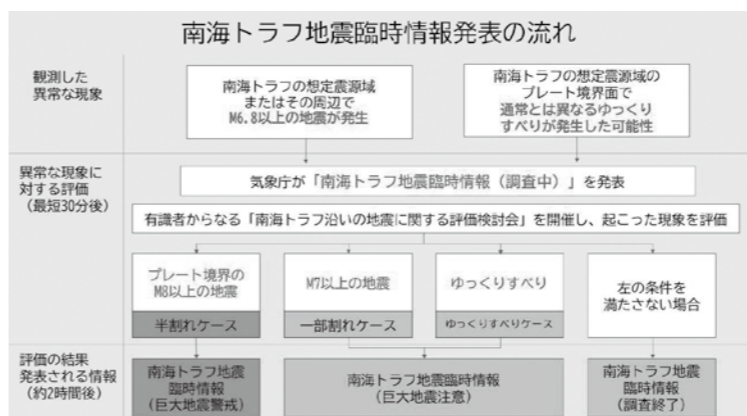 南海トラフ地震臨時情報発表の流れ
観測した
異常な現象
南海トラフの想定震源域
またはその周辺で
M6.8以上の地震が発生
南海トラフの想定震源域の
プレート境界面で
通常とは異なるゆっくり
すべりが発生した可能性
異常な現象に
対する評価
(最短30分後)
気象庁が「南海トラフ地震臨時情報(調査中)」を発表
有識者からなる「南海トラフ沿いの地震に関する評価検討会」を開催し、起こった現象を評価
プレート境界の
M8以上の地震
半割れケース
M7以上の地震
一部割れケース
ゆっくりすべり
ゆっくりすべりケース
左の条件を
満たさない場合
評価の結果
発表される情報
(約2時間後)
南海トラフ地震
臨時情報
(巨大地震警戒)
南海トラフ地震臨時情報
(巨大地震注意)
南海トラフ地震
臨時情報
(調査終了)